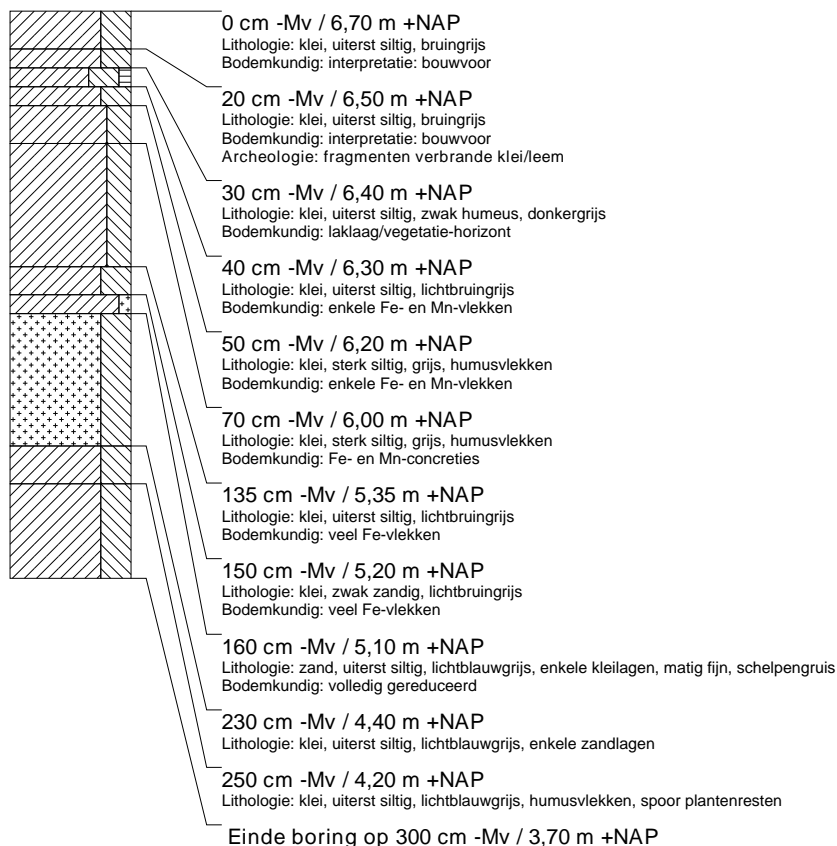 0 cm -Mv / 6,70 m +NAP
Lithologie: klei, uiterst siltig, bruingrijs
Bodemkundig: interpretatie: bouwvoor
20 cm -Mv / 6,50 m +NAP
Lithologie: klei, uiterst siltig, bruingrijs
Bodemkundig: interpretatie: bouwvoor
Archeologie: fragmenten verbrande klei/leem
30 cm -Mv / 6,40 m +NAP
Lithologie: klei, uiterst siltig, zwak humeus, donkergrijs
Bodemkundig: laklaag/vegetatie-horizont
40 cm -Mv / 6,30 m +NAP
Lithologie: klei, uiterst siltig, lichtbruingrijs
Bodemkundig: enkele Fe- en Mn-vlekken
50 cm -Mv / 6,20 m +NAP
Lithologie: klei, sterk siltig, grijs, humusvlekken
Bodemkundig: enkele Fe- en Mn-vlekken
70 cm -Mv / 6,00 m +NAP
Lithologie: klei, sterk siltig, grijs, humusvlekken
Bodemkundig: Fe- en Mn-concreties
135 cm -Mv / 5,35 m +NAP
Lithologie: klei, uiterst siltig, lichtbruingrijs
Bodemkundig: veel Fe-vlekken
150 cm -Mv / 5,20 m +NAP
Lithologie: klei, zwak zandig, lichtbruingrijs
Bodemkundig: veel Fe-vlekken
160 cm -Mv / 5,10 m +NAP
Lithologie: zand, uiterst siltig, lichtblauwgrijs, enkele kleilagen, matig fijn, schelpengruis
Bodemkundig: volledig gereduceerd
230 cm -Mv / 4,40 m +NAP
Lithologie: klei, uiterst siltig, lichtblauwgrijs, enkele zandlagen
250 cm -Mv / 4,20 m +NAP
Lithologie: klei, uiterst siltig, lichtblauwgrijs, humusvlekken, spoor plantenresten
Einde boring op 300 cm -Mv / 3,70 m +NAP